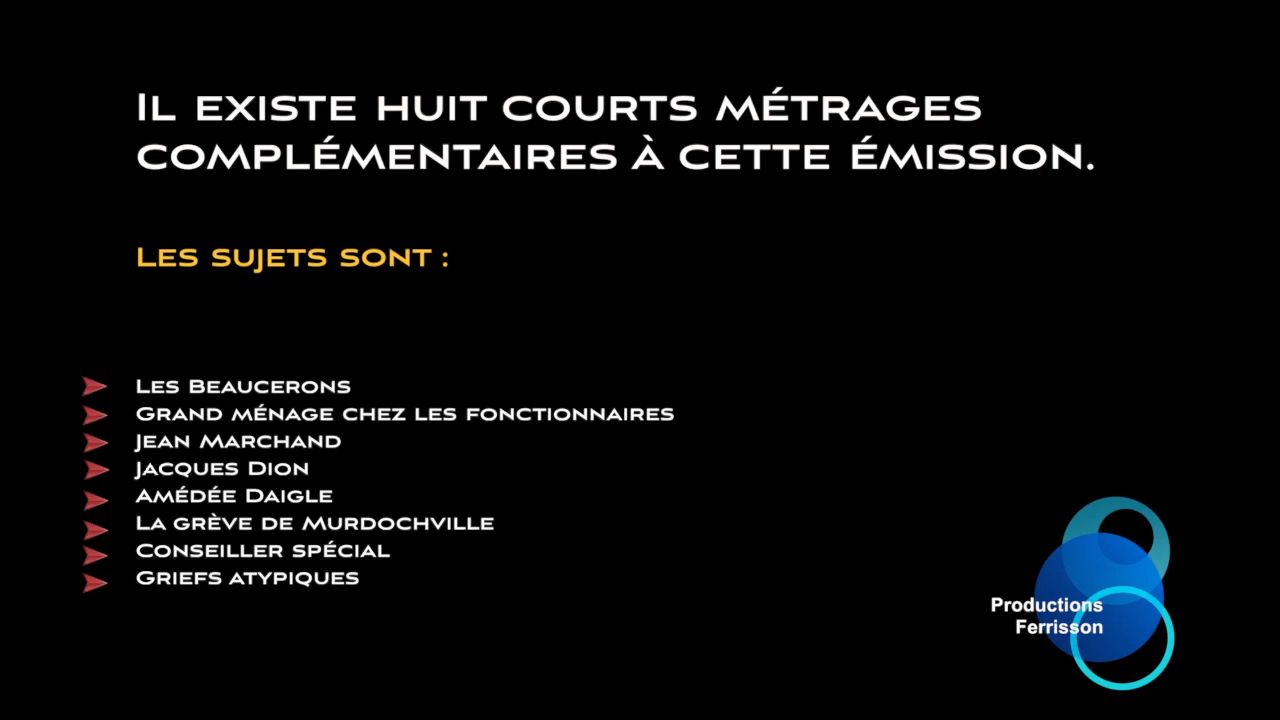 Il existe huit courts métrages
complémentaires à cette émission.
Les sujets sont :
Les Beaucerons
Grand ménage chez les fonctionnaires
Jean Marchand
Jacques Dion
Amédée Daigle
La grève de Murdochville
Conseiller spécial
Griefs atypiques
Productions
Ferrisson